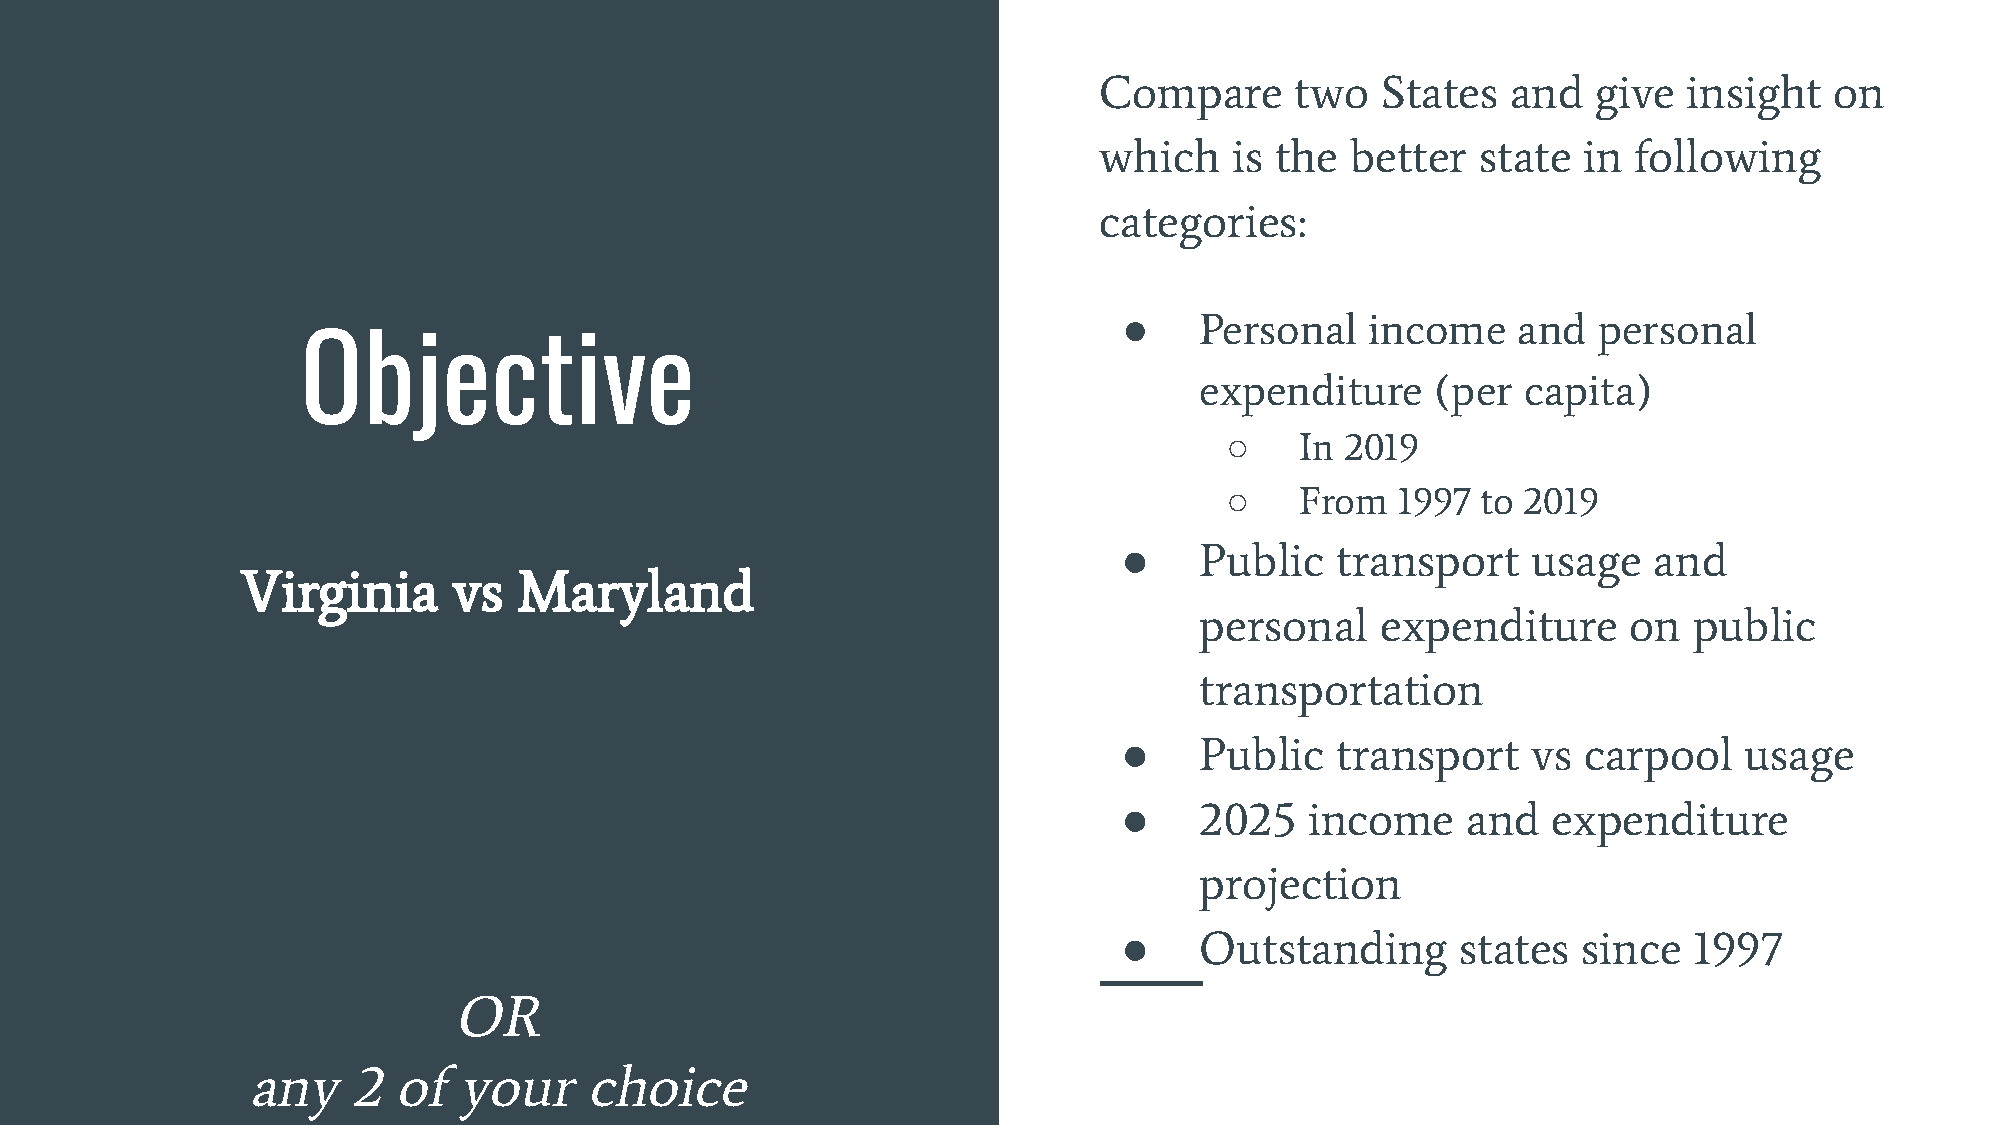 Objective
Virginia vs Maryland
OR
any 2 of your choice
Compare two States and give insight on
which is the better state in following
categories:
● Personal income and personal
expenditure (per capita)
○ In 2019
○ From 1997 to 2019
● Public transport usage and
personal expenditure on public
transportation
● Public transport vs carpool usage
● 2025 income and expenditure
projection
● Outstanding states since 1997